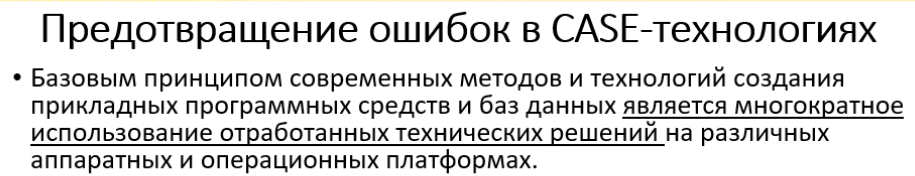 Предотвращение ошибок в CASE-технологиях
• Базовым принципом современных методов и технологий создания
прикладных программных средств и баз данных является многократное
использование отработанных технических решений на различных
аппаратных и операционных платформах.